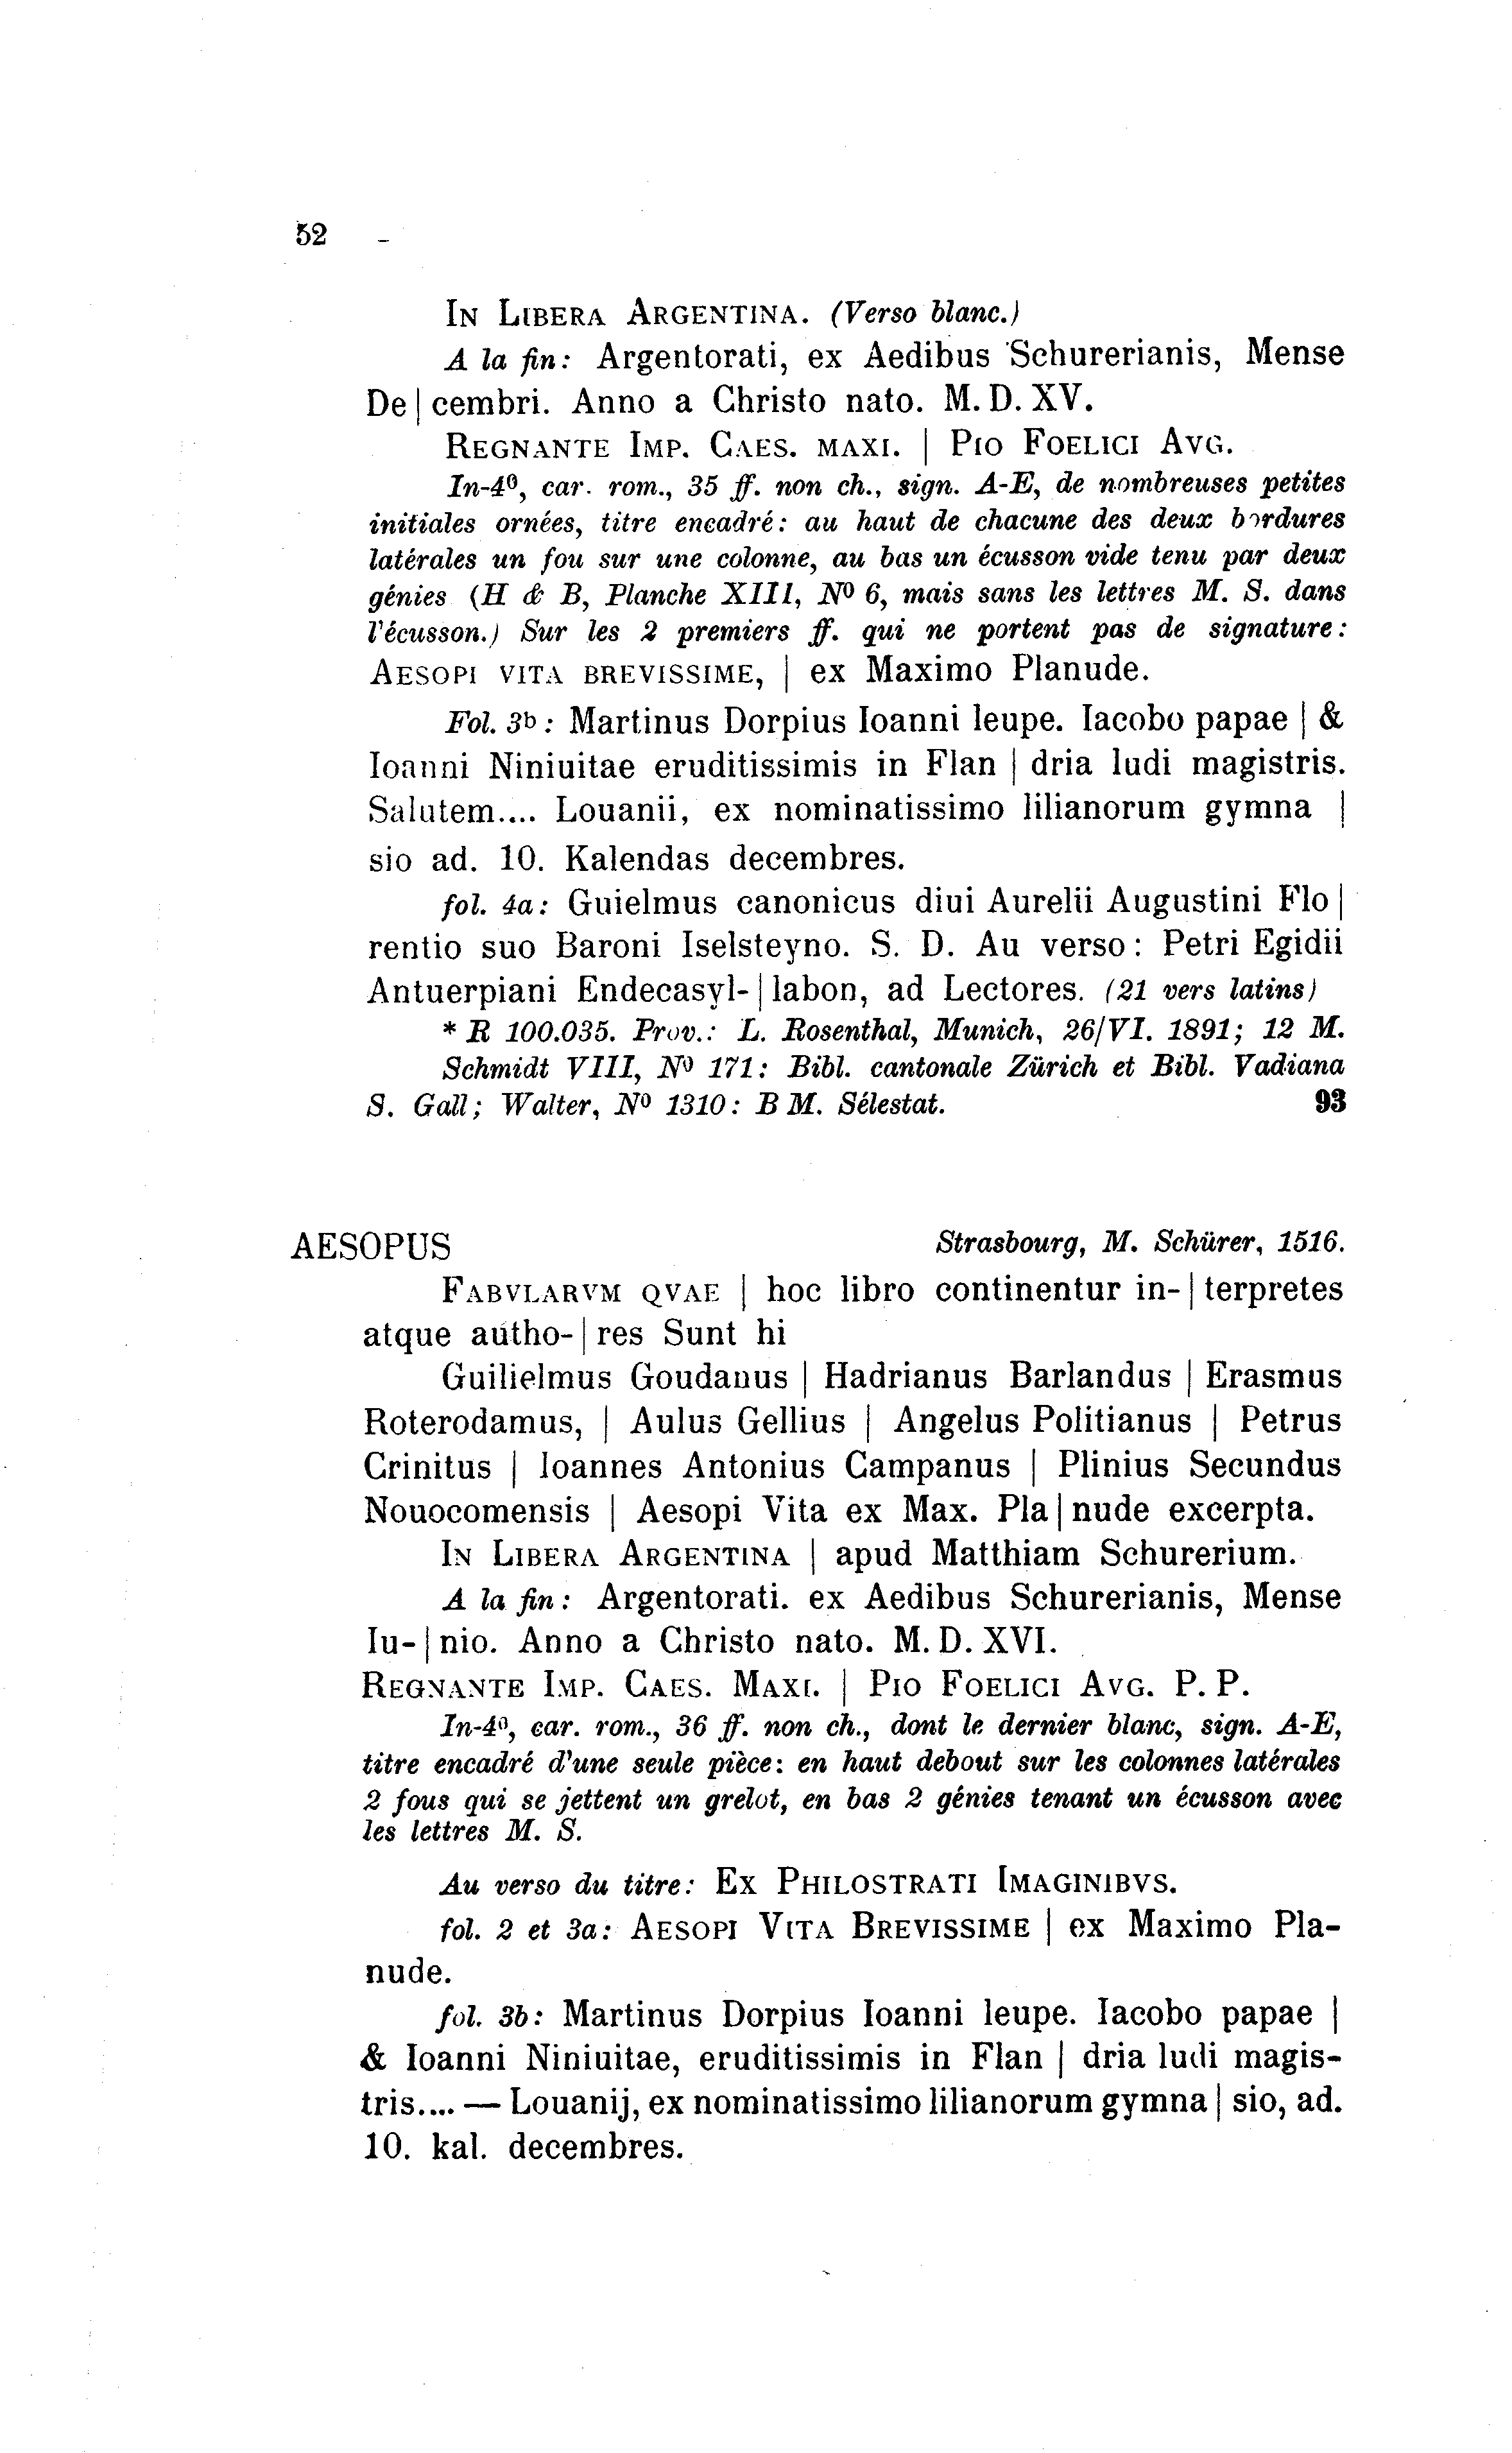 52
IN LIBERA ARGENTINA. (Verso blanc.)
A la fin: Argentorati, ex Aedibus Schurerianis, Mense
De | cembri. Anno a Christo nato. M. D. XV.
REGNANTE IMP. CAES. MAXI. | PIO FOELICI AVG.
In-4º, car. rom., 35 ff. non ch., sign. A-E, de nombreuses petites
initiales ornées, titre encadré: au haut de chacune des deux bordures
latérales un fou sur une colonne, au bas un écusson vide tenu par deux
génies (H & B, Planche XIII, Nº 6, mais sans les lettres M. S. dans
l'écusson.) Sur les 2 premiers ff. qui ne portent pas de signature:
AESOPI VITA BREVISSIME, | ex Maximo Planude.
Fol. 3b: Martinus Dorpius Ioanni leupe. Iacobo papae | &
Ioanni Niniuitae eruditissimis in Flan | dria ludi magistris.
Salutem.... Louanii, ex nominatissimo lilianorum gymna |
sio ad. 10. Kalendas decembres.
fol. 4a: Guielmus canonicus diui Aurelii Augustini Flo |
rentio suo Baroni Iselsteyno. S. D. Au verso: Petri Egidii
Antuerpiani Endecasyl- | labon, ad Lectores. (21 vers latins)
* R 100.035. Prov.: L. Rosenthal, Munich, 26/VI. 1891; 12 M.
Schmidt VIII, Nº 171: Bibl. cantonale Zürich et Bibl. Vadiana
S. Gall; Walter, Nº 1310: B M. Sélestat. 93
AESOPUS Strasbourg, M. Schürer, 1516.
FABVLARVM QVAE | hoc libro continentur in- | terpretes
atque autho- | res Sunt hi
Guilielmus Goudanus | Hadrianus Barlandus | Erasmus
Roterodamus, | Aulus Gellius | Angelus Politianus | Petrus
Crinitus | Ioannes Antonius Campanus | Plinius Secundus
Nouocomensis | Aesopi Vita ex Max. Pla | nude excerpta.
IN LIBERA ARGENTINA | apud Matthiam Schurerium.
A la fin: Argentorati. ex Aedibus Schurerianis, Mense
Iu- | nio. Anno a Christo nato. M. D. XVI.
REGNANTE IMP. CAES. MAXI. | PIO FOELICI AVG. P. P.
In-4º, car. rom., 36 ff. non ch., dont le dernier blanc, sign. A-E,
titre encadré d'une seule pièce: en haut debout sur les colonnes latérales
2 fous qui se jettent un grelot, en bas 2 génies tenant un écusson avec
les lettres M. S.
Au verso du titre: EX PHILOSTRATI IMAGINIBVS.
fol. 2 et 3a: AESOPI VITA BREVISSIME | ex Maximo Pla-
nude.
fol. 3b: Martinus Dorpius Ioanni leupe. Iacobo papae |
& Ioanni Niniuitae, eruditissimis in Flan | dria ludi magis-
tris.... — Louanij, ex nominatissimo lilianorum gymna | sio, ad.
10. kal. decembres.